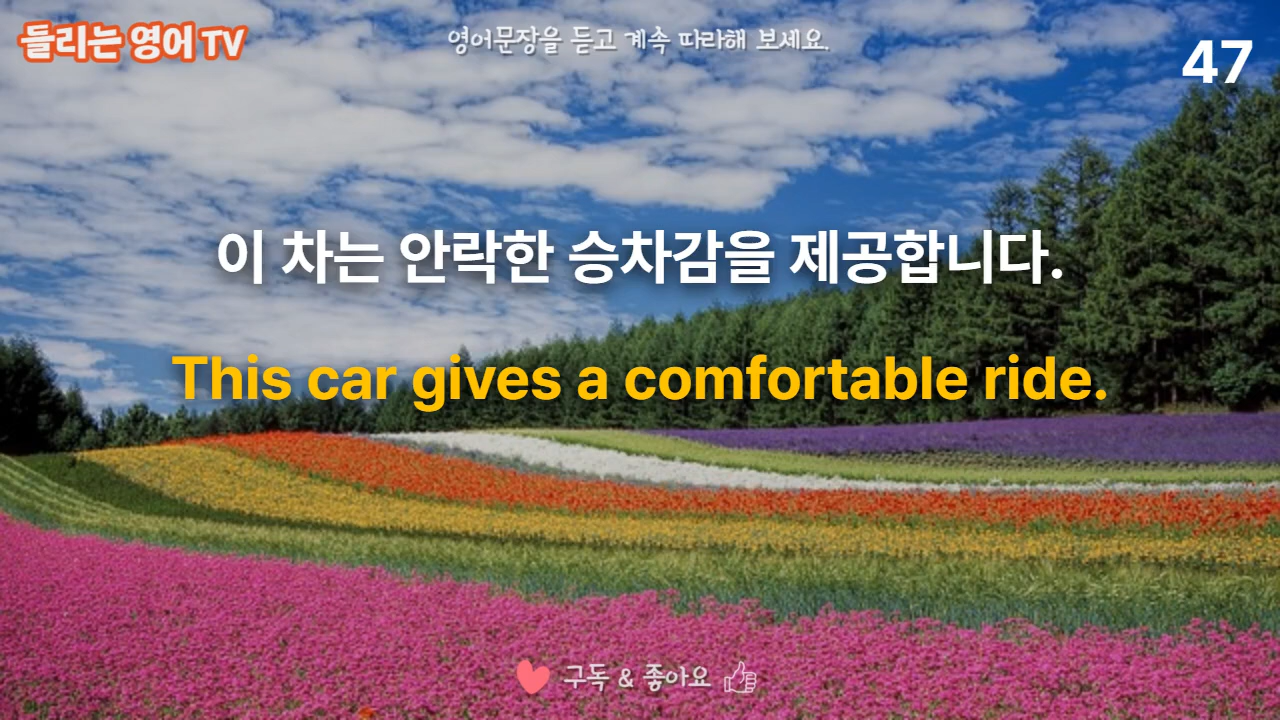 들리는 영어 TV
영어문장을 듣고 계속 따라해 보세요.
47
이 차는 안락한 승차감을 제공합니다.
This car gives a comfortable ride.
구독 & 좋아요